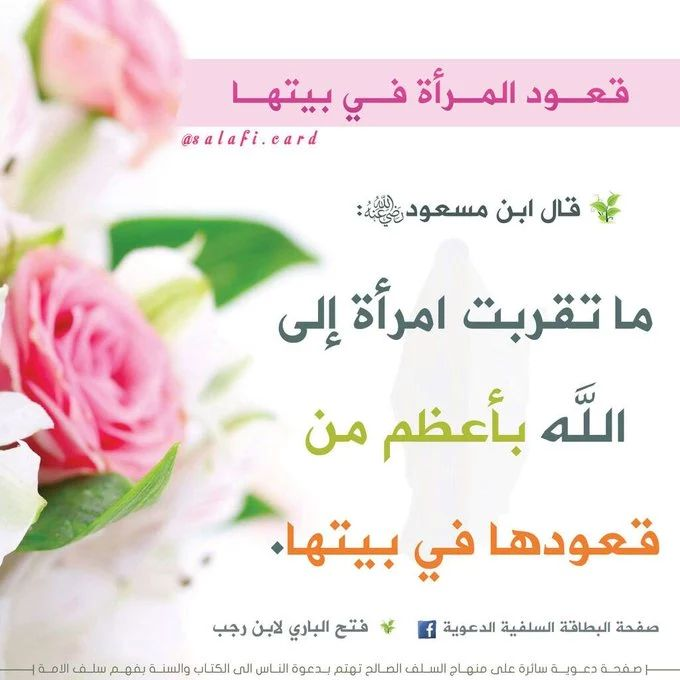 قعود المرأة في بيتها
@salafi.card
قال ابن مسعود رضي الله عنه:
ما تقربت امرأة إلى
اللَّه بأعظم من
قعودها في بيتها.
صفحة البطاقة السلفية الدعوية f فتح الباري لابن رجب
صفحة دعوية سائرة على منهاج السلف الصالح تهتم بدعوة الناس الى الكتاب والسنة بفهم سلف الامة